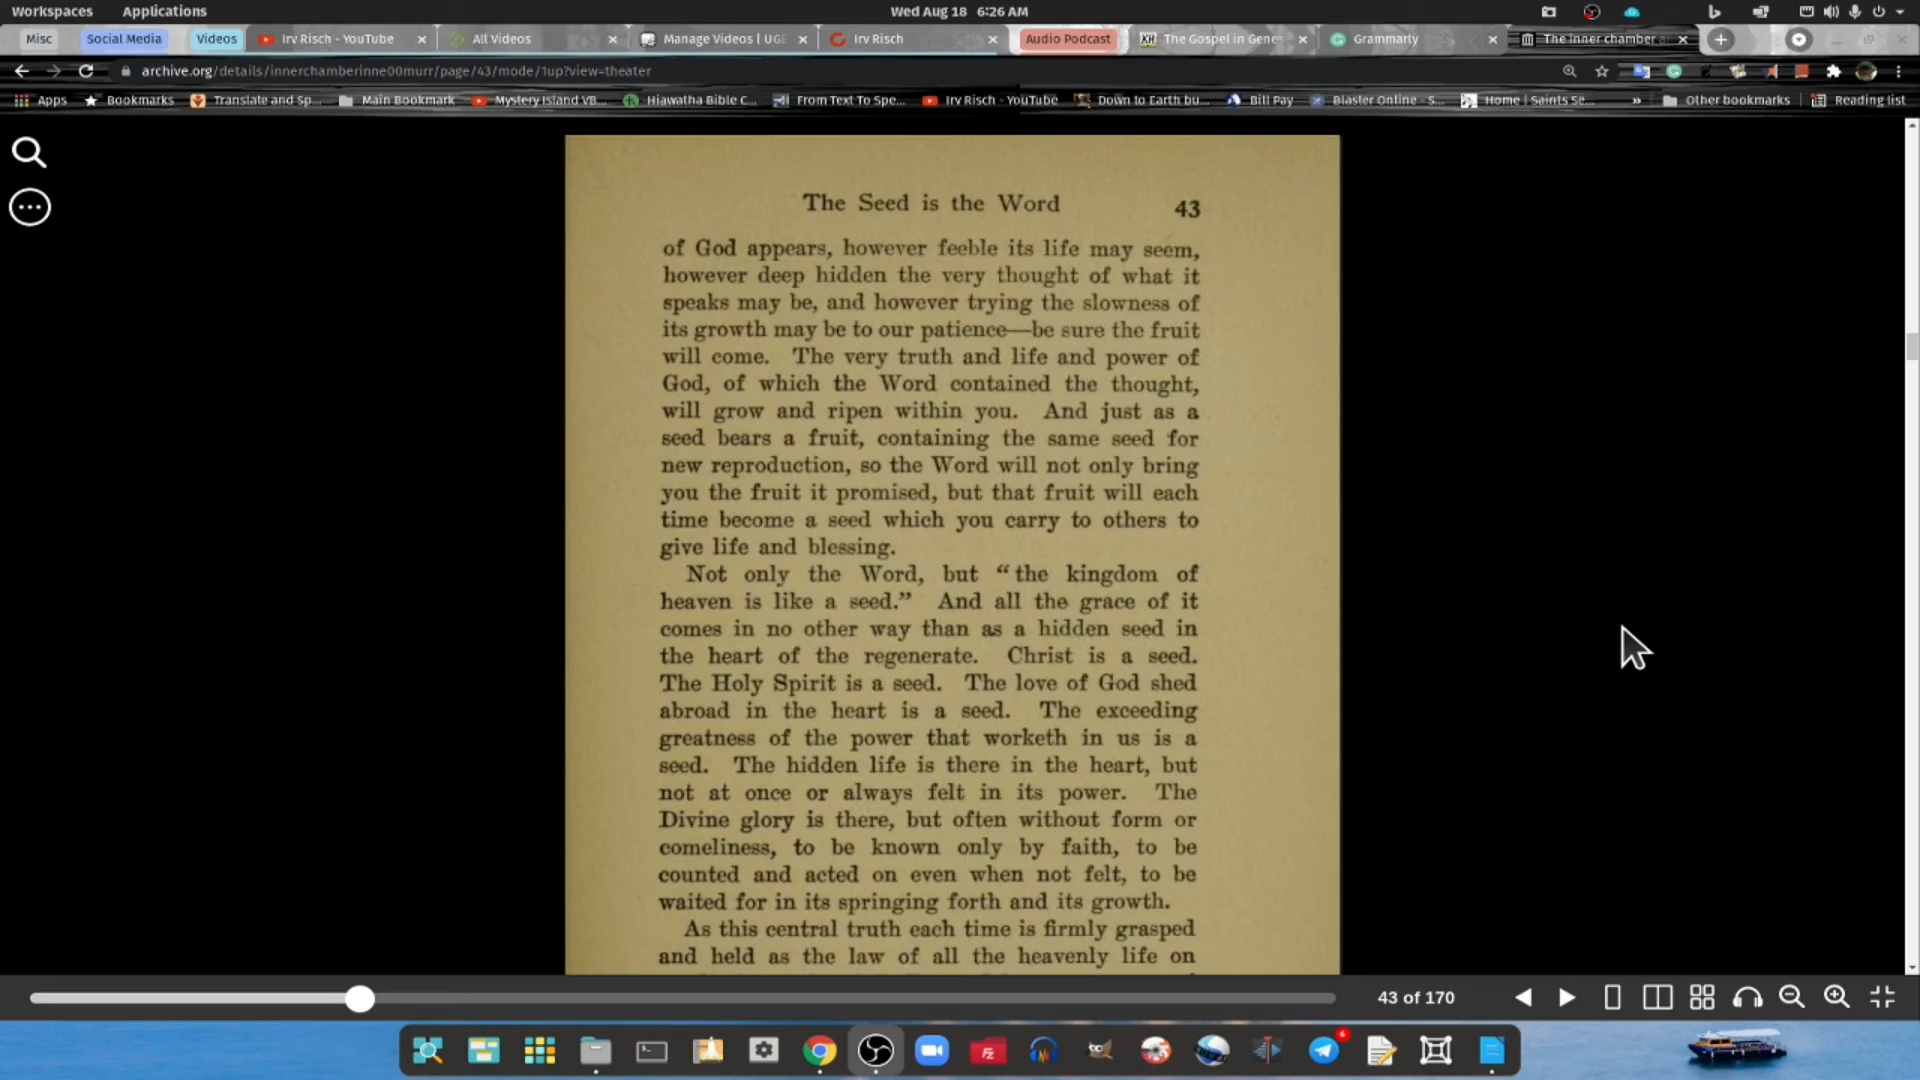 Workspaces Applications Wed Aug 18 6:26 AM
Misc Social Media Videos Irv Risch - YouTube All Videos Manage Videos | UGE Irv Risch Audio Podcast The Gospel in Gene Grammarly The inner chamber
archive.org/details/innerchamberinne00murr/page/43/mode/1up?view=theater
Apps Bookmarks Translate and Sp... Main Bookmark Mystery Island VB... Hiawatha Bible C... From Text To Spe... Irv Risch - YouTube Down to Earth bu... Bill Pay Blaster Online - S... Home | Saints Se... » Other bookmarks Reading list
The Seed is the Word 43
of God appears, however feeble its life may seem,
however deep hidden the very thought of what it
speaks may be, and however trying the slowness of
its growth may be to our patience—be sure the fruit
will come. The very truth and life and power of
God, of which the Word contained the thought,
will grow and ripen within you. And just as a
seed bears a fruit, containing the same seed for
new reproduction, so the Word will not only bring
you the fruit it promised, but that fruit will each
time become a seed which you carry to others to
give life and blessing.
Not only the Word, but “the kingdom of
heaven is like a seed.” And all the grace of it
comes in no other way than as a hidden seed in
the heart of the regenerate. Christ is a seed.
The Holy Spirit is a seed. The love of God shed
abroad in the heart is a seed. The exceeding
greatness of the power that worketh in us is a
seed. The hidden life is there in the heart, but
not at once or always felt in its power. The
Divine glory is there, but often without form or
comeliness, to be known only by faith, to be
counted and acted on even when not felt, to be
waited for in its springing forth and its growth.
As this central truth each time is firmly grasped
and held as the law of all the heavenly life on
43 of 170